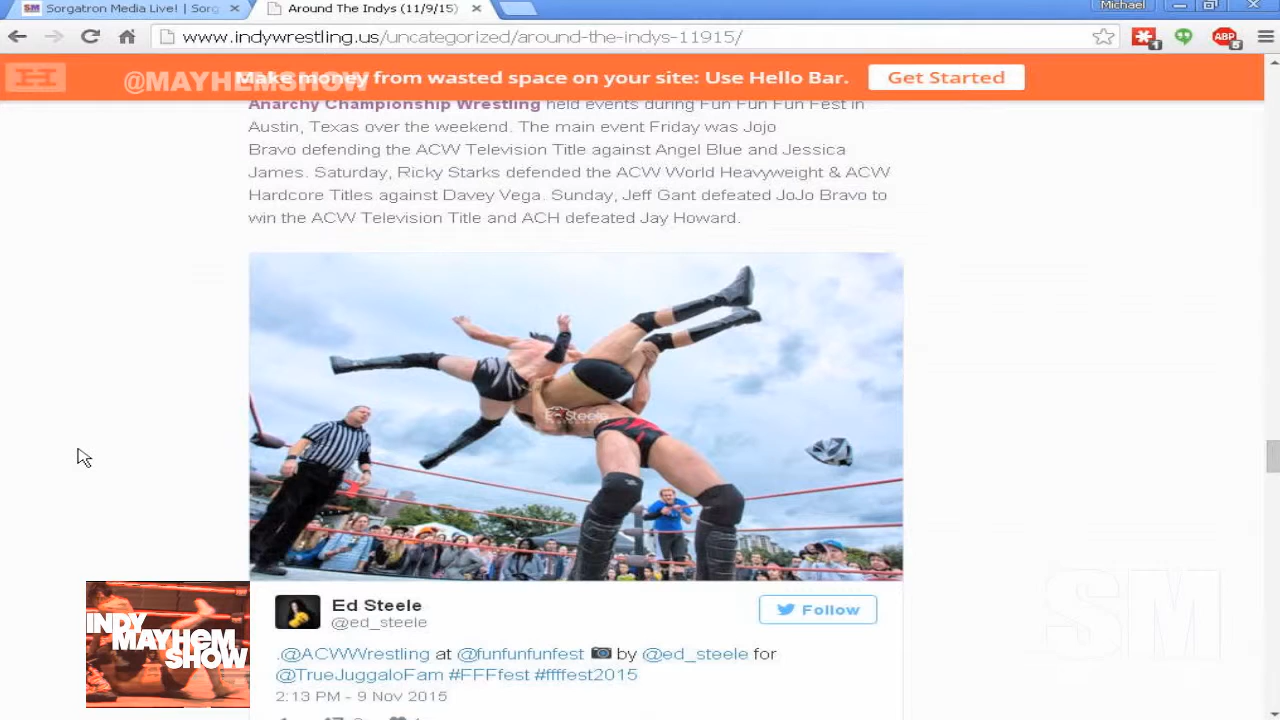 Sorgatron Media Live! | Sorg
Around The Indys (11/9/15)
Michael
www.indywrestling.us/uncategorized/around-the-indys-11915/
1
ABP
8
@MAYHEMSHOW
Make money from wasted space on your site: Use Hello Bar.
Get Started
Anarchy Championship Wrestling held events during Fun Fun Fun Fest in
Austin, Texas over the weekend. The main event Friday was Jojo
Bravo defending the ACW Television Title against Angel Blue and Jessica
James. Saturday, Ricky Starks defended the ACW World Heavyweight & ACW
Hardcore Titles against Davey Vega. Sunday, Jeff Gant defeated JoJo Bravo to
win the ACW Television Title and ACH defeated Jay Howard.
Ed Steele
Ed Steele
@ed_steele
Follow
.@ACWWrestling at @funfunfunfest by @ed_steele for
@TrueJuggaloFam #FFFfest #ffffest2015
2:13 PM - 9 Nov 2015
INDY
MAYHEM
SHOW
SM